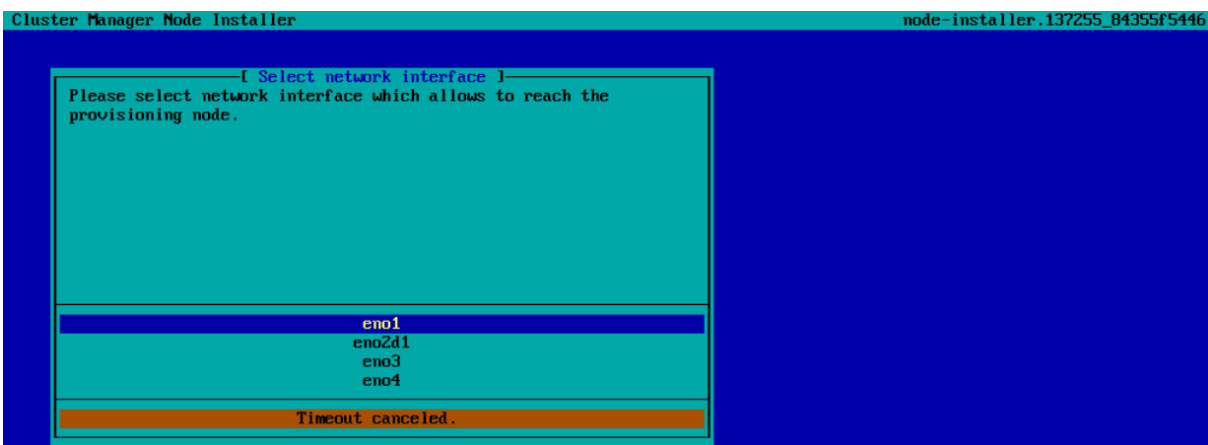 Cluster Manager Node Installer
node-installer.137255_84355f5446
[ Select network interface ]
Please select network interface which allows to reach the
provisioning node.
eno1
eno2d1
eno3
eno4
Timeout canceled.